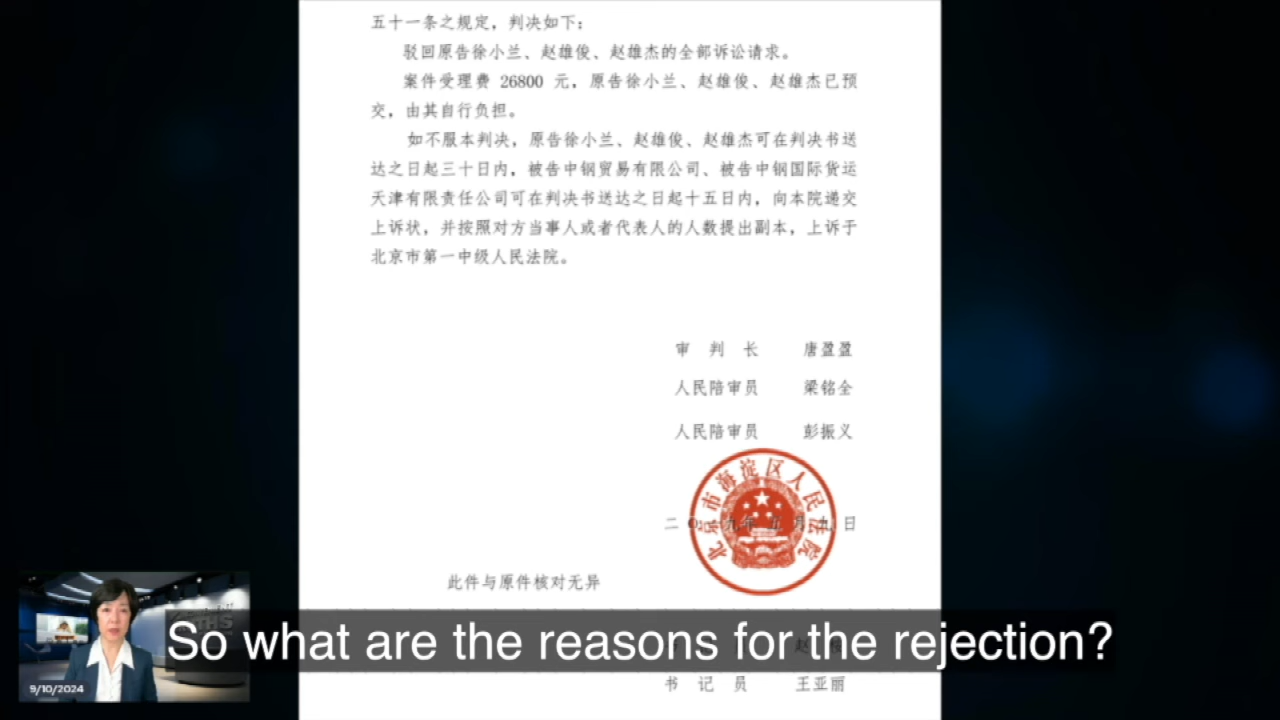 五十一条之规定，判决如下：
驳回原告徐小兰、赵雄俊、赵雄杰的全部诉讼请求。
案件受理费 26800 元，原告徐小兰、赵雄俊、赵雄杰已预
交，由其自行负担。
如不服本判决，原告徐小兰、赵雄俊、赵雄杰可在判决书送
达之日起三十日内，被告中钢贸易有限公司、被告中钢国际货运
天津有限责任公司可在判决书送达之日起十五日内，向本院递交
上诉状，并按照对方当事人或者代表人的人数提出副本，上诉于
北京市第一中级人民法院。
审 判 长 唐盈盈
人民陪审员 梁铭全
人民陪审员 彭振义
北京市海淀区人民法院
二〇 九年五月九日
此件与原件核对无异
So what are the reasons for the rejection?
书 记 员 王亚丽
9/10/2024